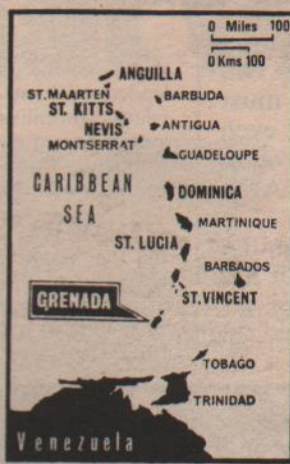 0 Miles 100
0 Kms 100
ANGUILLA
ST. MAARTEN
BARBUDA
ST. KITTS
NEVIS
ANTIGUA
MONTSERRAT
GUADELOUPE
CARIBBEAN
SEA
DOMINICA
MARTINIQUE
ST. LUCIA
BARBADOS
GRENADA
ST. VINCENT
TOBAGO
TRINIDAD
Venezuela